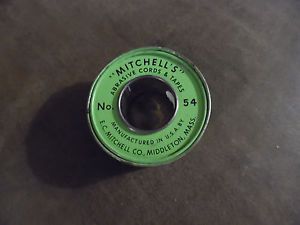 "MITCHELL'S"
ABRASIVE CORDS & TAPES
No. 54
MANUFACTURED IN U.S.A. BY
E.C. MITCHELL CO., MIDDLETON, MASS.